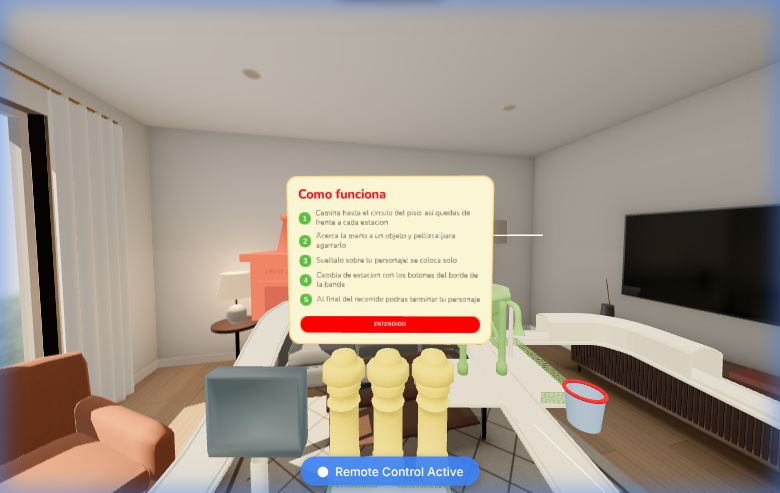 Como funciona
1 Camina hasta el circulo del piso: asi quedas de
frente a cada estacion
2 Acerca la mano a un objeto y pellizca para
agarrarlo
3 Sueltalo sobre tu personaje: se coloca solo
4 Cambia de estacion con los botones del borde de
la banda
5 Al final del recorrido podras terminar tu personaje
ENTENDIDO
Remote Control Active